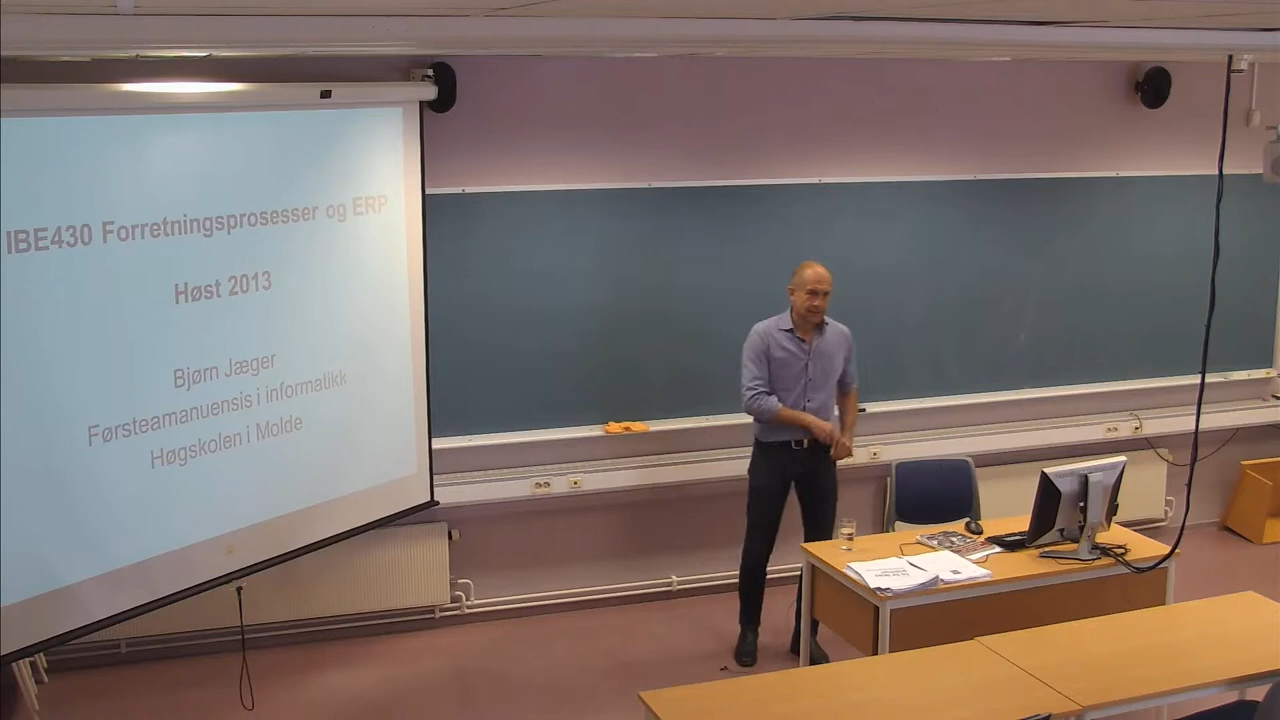 IBE430 Forretningsprosesser og ERP
Høst 2013
Bjørn Jæger
Førsteamanuensis i informatikk
Høgskolen i Molde